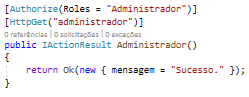 [Authorize(Roles = "Administrador")]
[HttpGet("administrador")]
0 referências | 0 solicitações | 0 exceções
public IActionResult Administrador()
{
return Ok(new { mensagem = "Sucesso." });
}